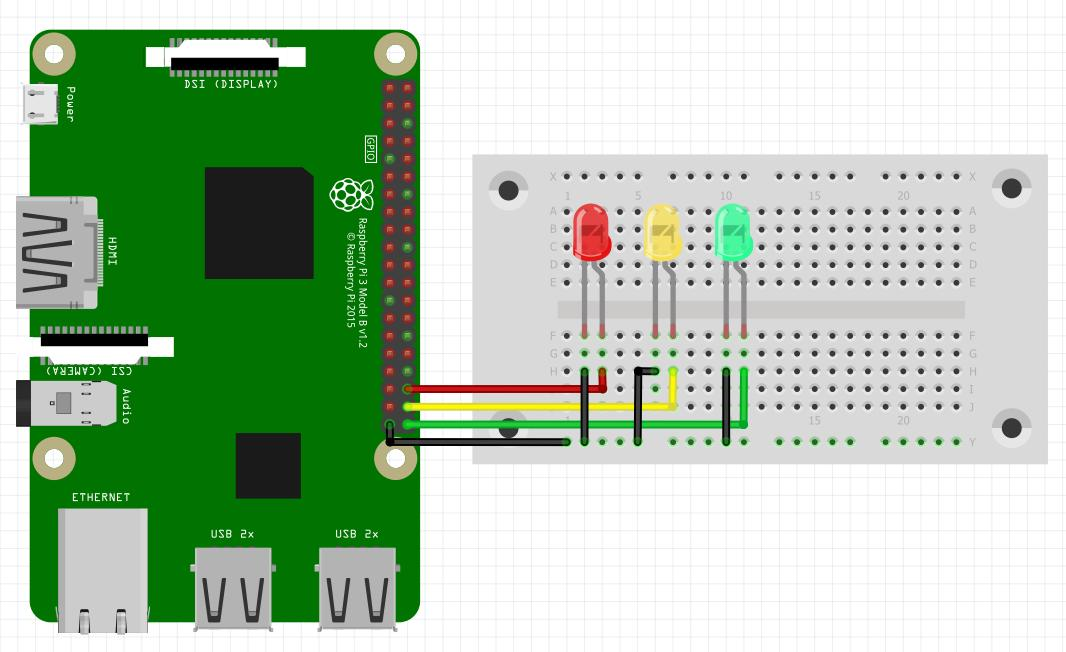 DSI (DISPLAY)
Power
GPIO
HDMI
Raspberry Pi 3 Model B v1.2
© Raspberry Pi 2015
CSI (CAMERA)
Audio
ETHERNET
USB 2x
USB 2x
X X
1 5 10 15 20
A A
B B
C C
D D
E E
F F
G G
H H
I I
J J
1 15 20
Y Y